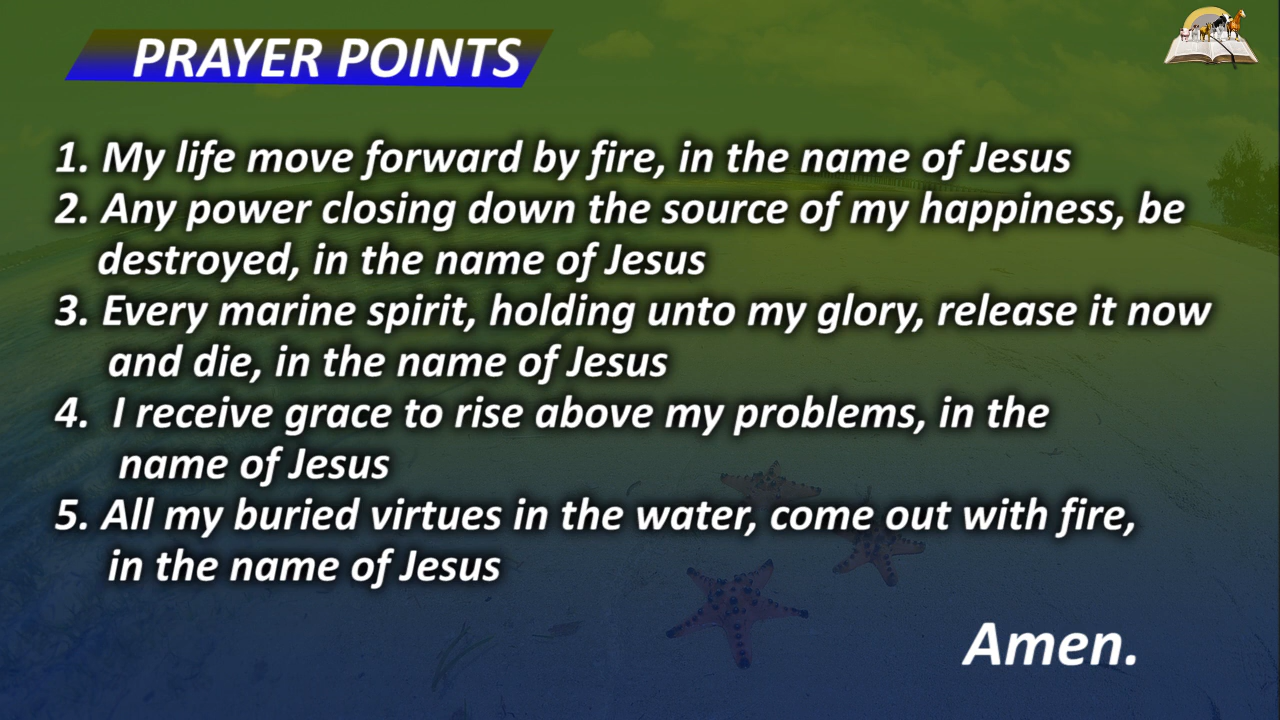 PRAYER POINTS
1. My life move forward by fire, in the name of Jesus
2. Any power closing down the source of my happiness, be
destroyed, in the name of Jesus
3. Every marine spirit, holding unto my glory, release it now
and die, in the name of Jesus
4. I receive grace to rise above my problems, in the
name of Jesus
5. All my buried virtues in the water, come out with fire,
in the name of Jesus
Amen.